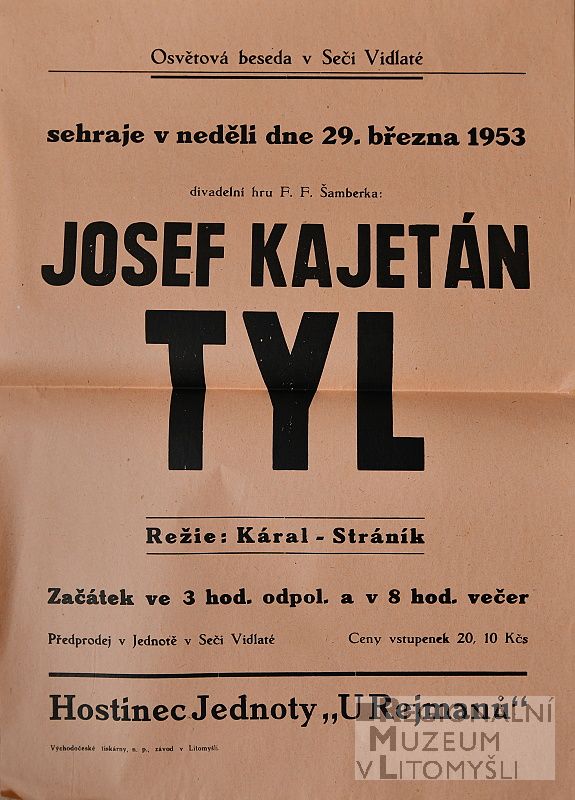 Osvětová beseda v Seči Vidlaté
sehraje v neděli dne 29. března 1953
divadelní hru F. F. Šamberka:
JOSEF KAJETÁN
TYL
Režie: Káral - Stráník
Začátek ve 3 hod. odpol. a v 8 hod. večer
Předprodej v Jednotě v Seči Vidlaté Ceny vstupenek 20, 10 Kčs
Hostinec Jednoty „U Rejmanů"
Východočeské tiskárny, n. p., závod v Litomyšli.
REGIONÁLNÍ
MUZEUM
V LITOMYŠLI